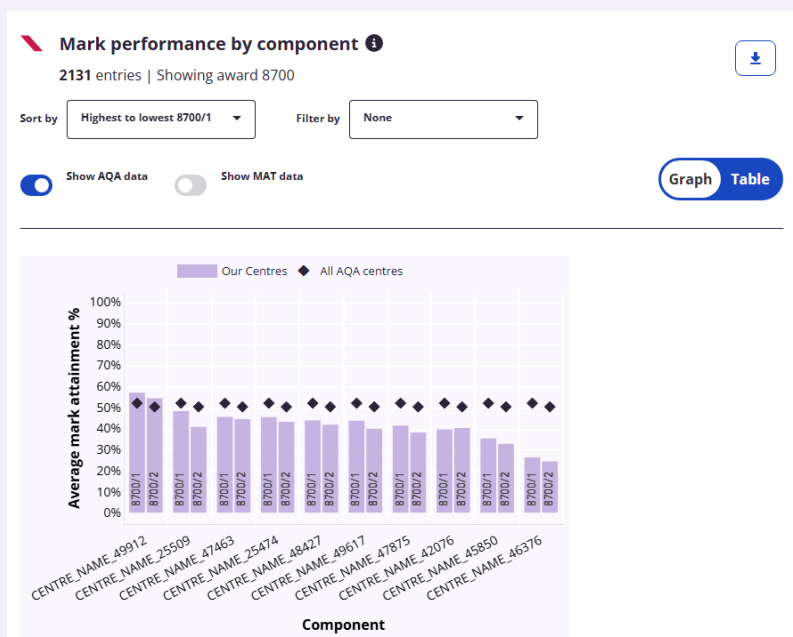 Mark performance by component
2131 entries | Showing award 8700
Sort by Highest to lowest 8700/1 Filter by None
Show AQA data Show MAT data
Graph Table
Our Centres All AQA centres
Average mark attainment %
100%
90%
80%
70%
60%
50%
40%
30%
20%
10%
0%
8700/1 8700/2 8700/1 8700/2 8700/1 8700/2 8700/1 8700/2 8700/1 8700/2 8700/1 8700/2 8700/1 8700/2 8700/1 8700/2 8700/1 8700/2 8700/1 8700/2
CENTRE_NAME_49912
CENTRE_NAME_25509
CENTRE_NAME_47463
CENTRE_NAME_25474
CENTRE_NAME_48427
CENTRE_NAME_49617
CENTRE_NAME_47875
CENTRE_NAME_42076
CENTRE_NAME_45850
CENTRE_NAME_46376
Component